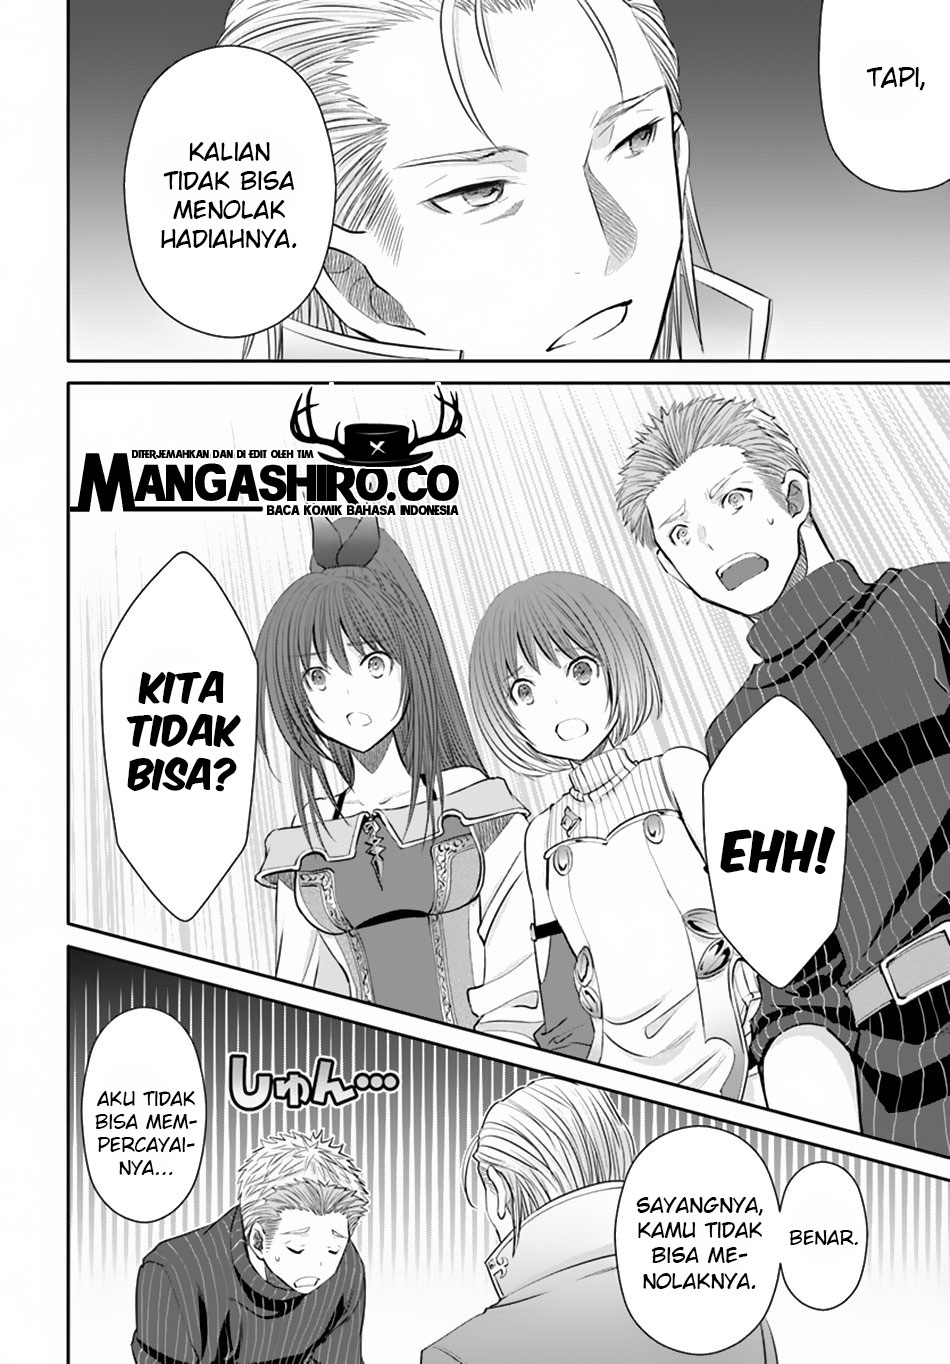 TAPI,
KALIAN
TIDAK BISA
MENOLAK
HADIAHNYA.
DITERJEMAHKAN DAN DI EDIT OLEH TIM
MANGASHIRO.CO
BACA KOMIK BAHASA INDONESIA
EHH!
KITA
TIDAK
BISA?
BENAR.
SAYANGNYA,
KAMU TIDAK
BISA ME-
NOLAKNYA.
しゅん…
AKU TIDAK
BISA MEM-
PERCAYAI-
NYA...